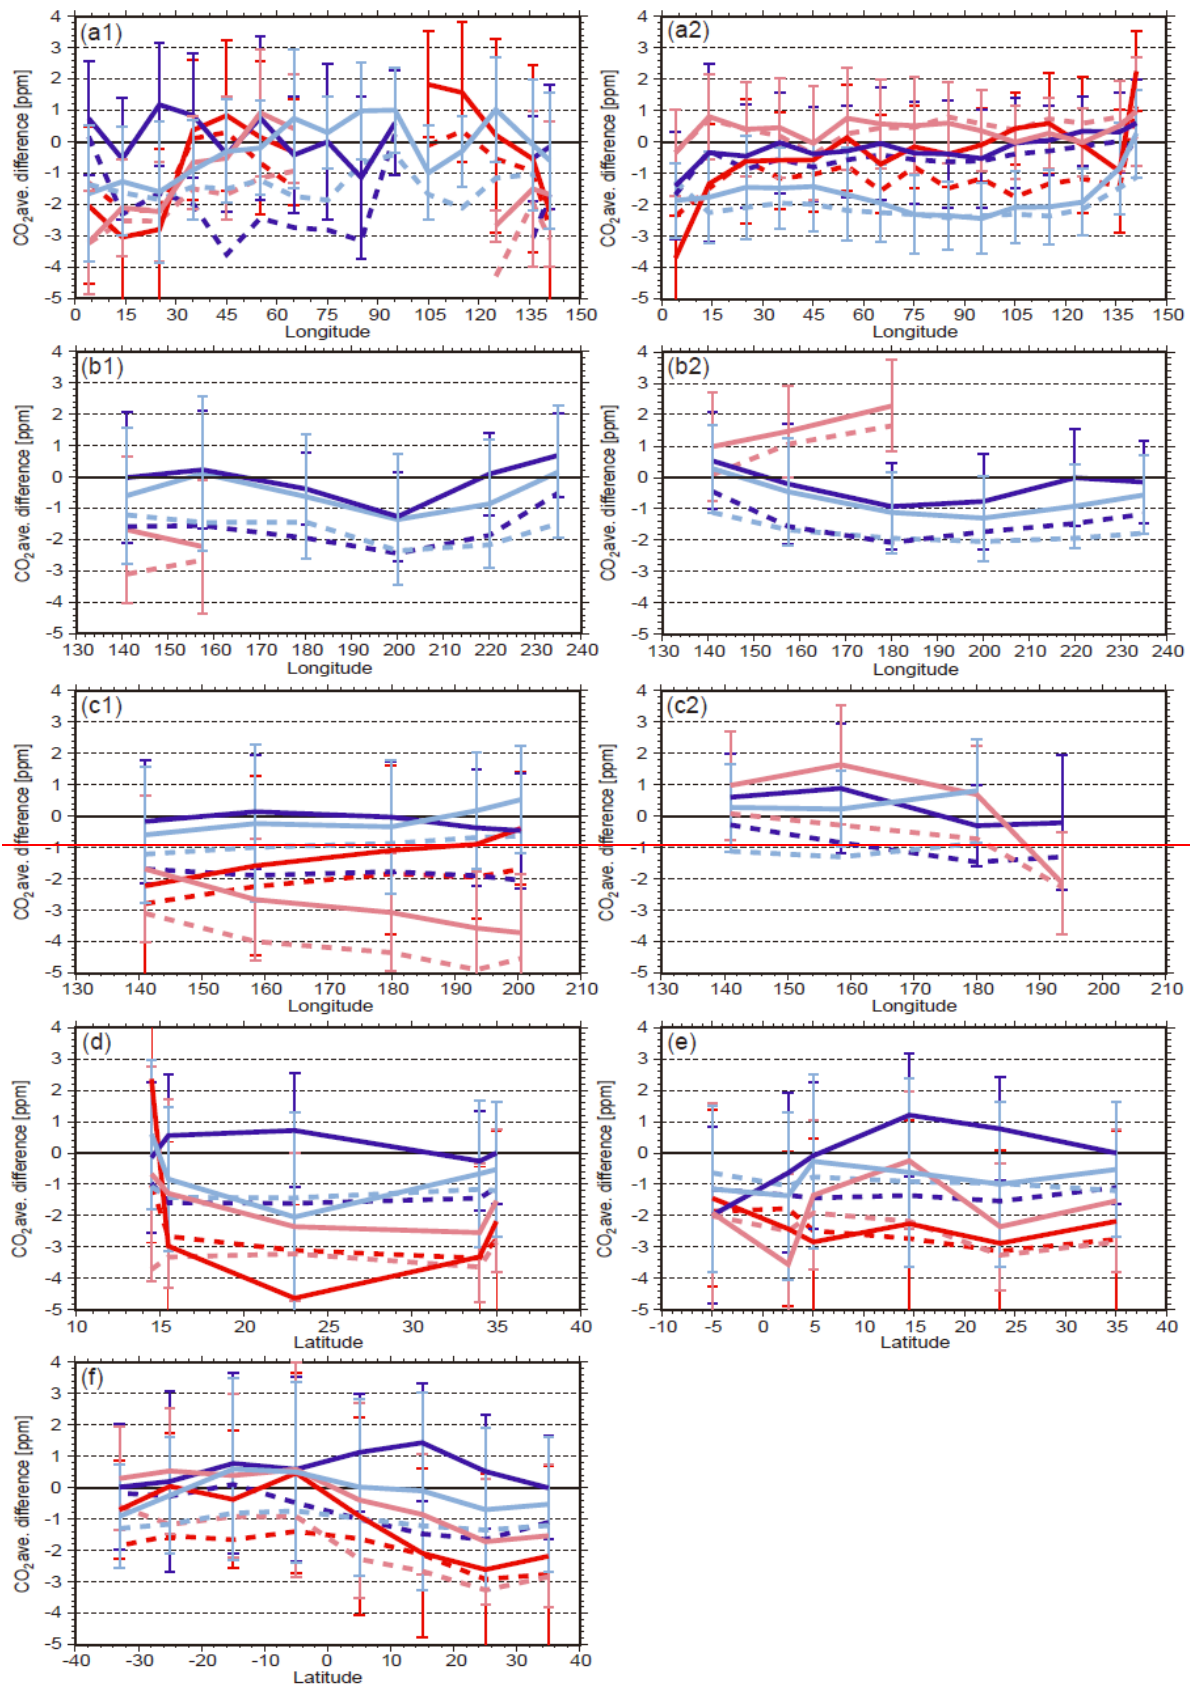 (a1)
CO2 ave. difference [ppm]
4
3
2
1
0
-1
-2
-3
-4
-5
0 15 30 45 60 75 90 105 120 135 150
Longitude
(a2)
CO2 ave. difference [ppm]
4
3
2
1
0
-1
-2
-3
-4
-5
0 15 30 45 60 75 90 105 120 135 150
Longitude
(b1)
CO2 ave. difference [ppm]
4
3
2
1
0
-1
-2
-3
-4
-5
130 140 150 160 170 180 190 200 210 220 230 240
Longitude
(b2)
CO2 ave. difference [ppm]
4
3
2
1
0
-1
-2
-3
-4
-5
130 140 150 160 170 180 190 200 210 220 230 240
Longitude
(c1)
CO2 ave. difference [ppm]
4
3
2
1
0
-1
-2
-3
-4
-5
130 140 150 160 170 180 190 200 210
Longitude
(c2)
CO2 ave. difference [ppm]
4
3
2
1
0
-1
-2
-3
-4
-5
130 140 150 160 170 180 190 200 210
Longitude
(d)
CO2 ave. difference [ppm]
4
3
2
1
0
-1
-2
-3
-4
-5
10 15 20 25 30 35 40
Latitude
(e)
CO2 ave. difference [ppm]
4
3
2
1
0
-1
-2
-3
-4
-5
-10 -5 0 5 10 15 20 25 30 35 40
Latitude
(f)
CO2 ave. difference [ppm]
4
3
2
1
0
-1
-2
-3
-4
-5
-40 -30 -20 -10 0 10 20 30 40
Latitude